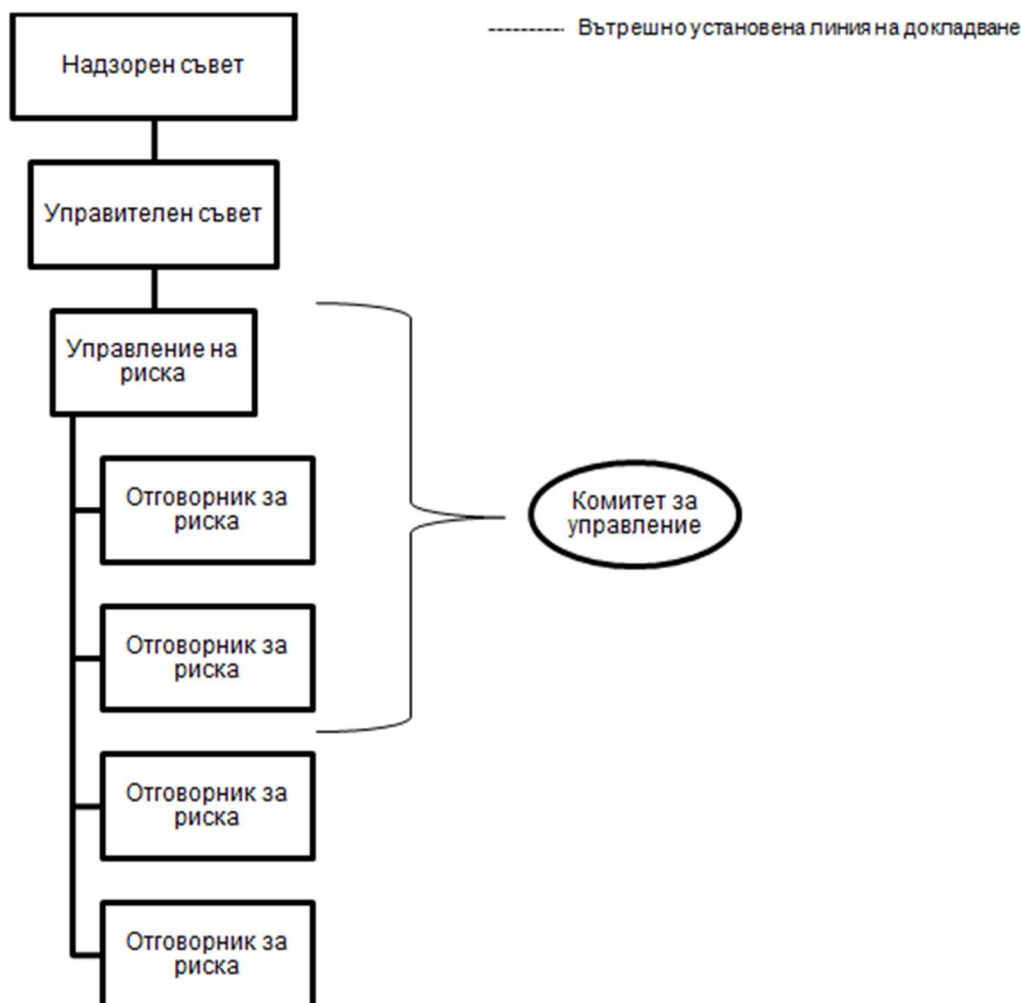 Вътрешно установена линия на докладване
Надзорен съвет
Управителен съвет
Управление на
риска
Отговорник за
риска
Комитет за
управление
Отговорник за
риска
Отговорник за
риска
Отговорник за
риска